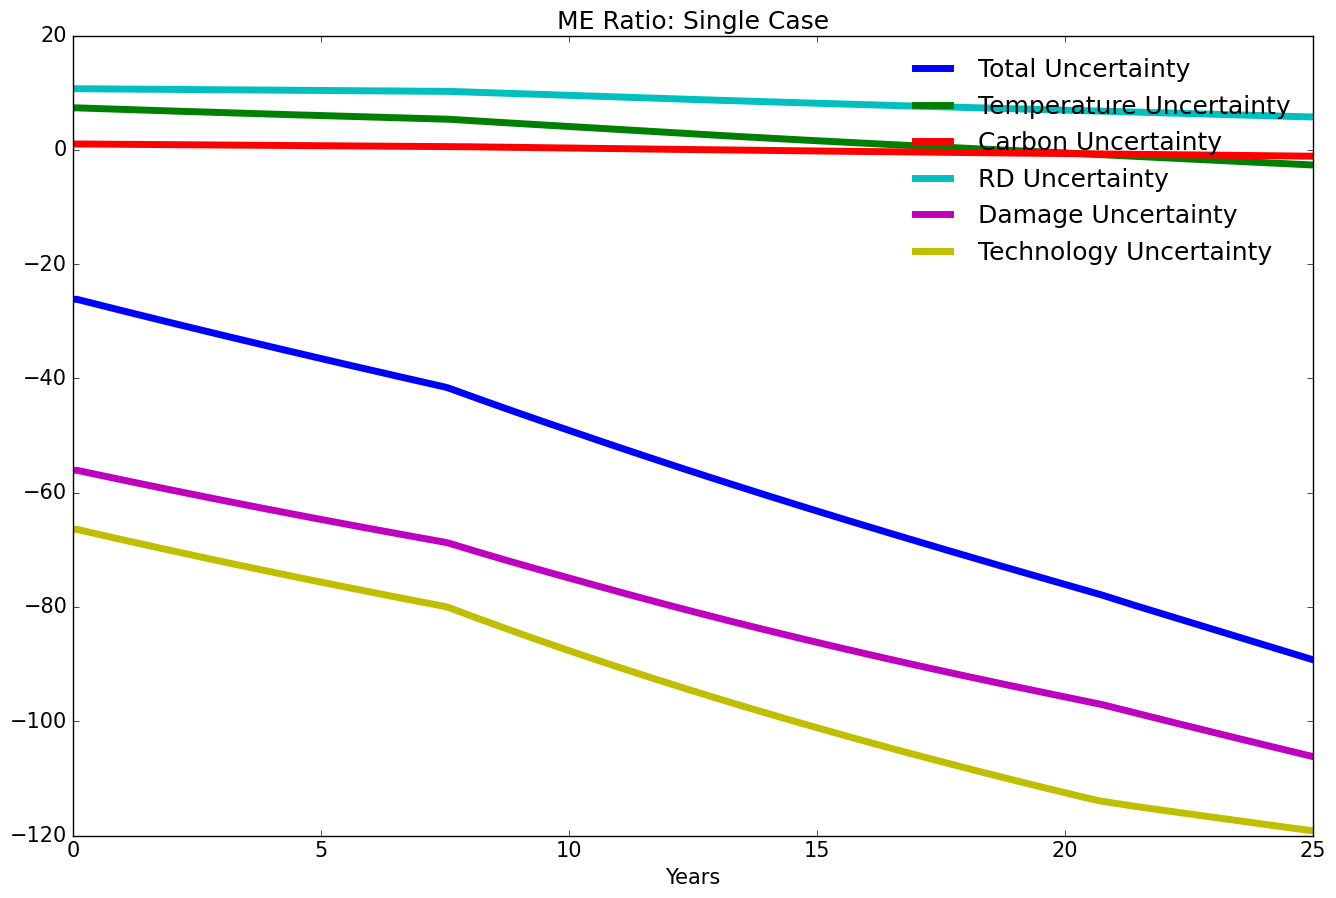 ME Ratio: Single Case
20
0
−20
−40
−60
−80
−100
−120
Total Uncertainty
Temperature Uncertainty
Carbon Uncertainty
RD Uncertainty
Damage Uncertainty
Technology Uncertainty
0 5 10 15 20 25
Years